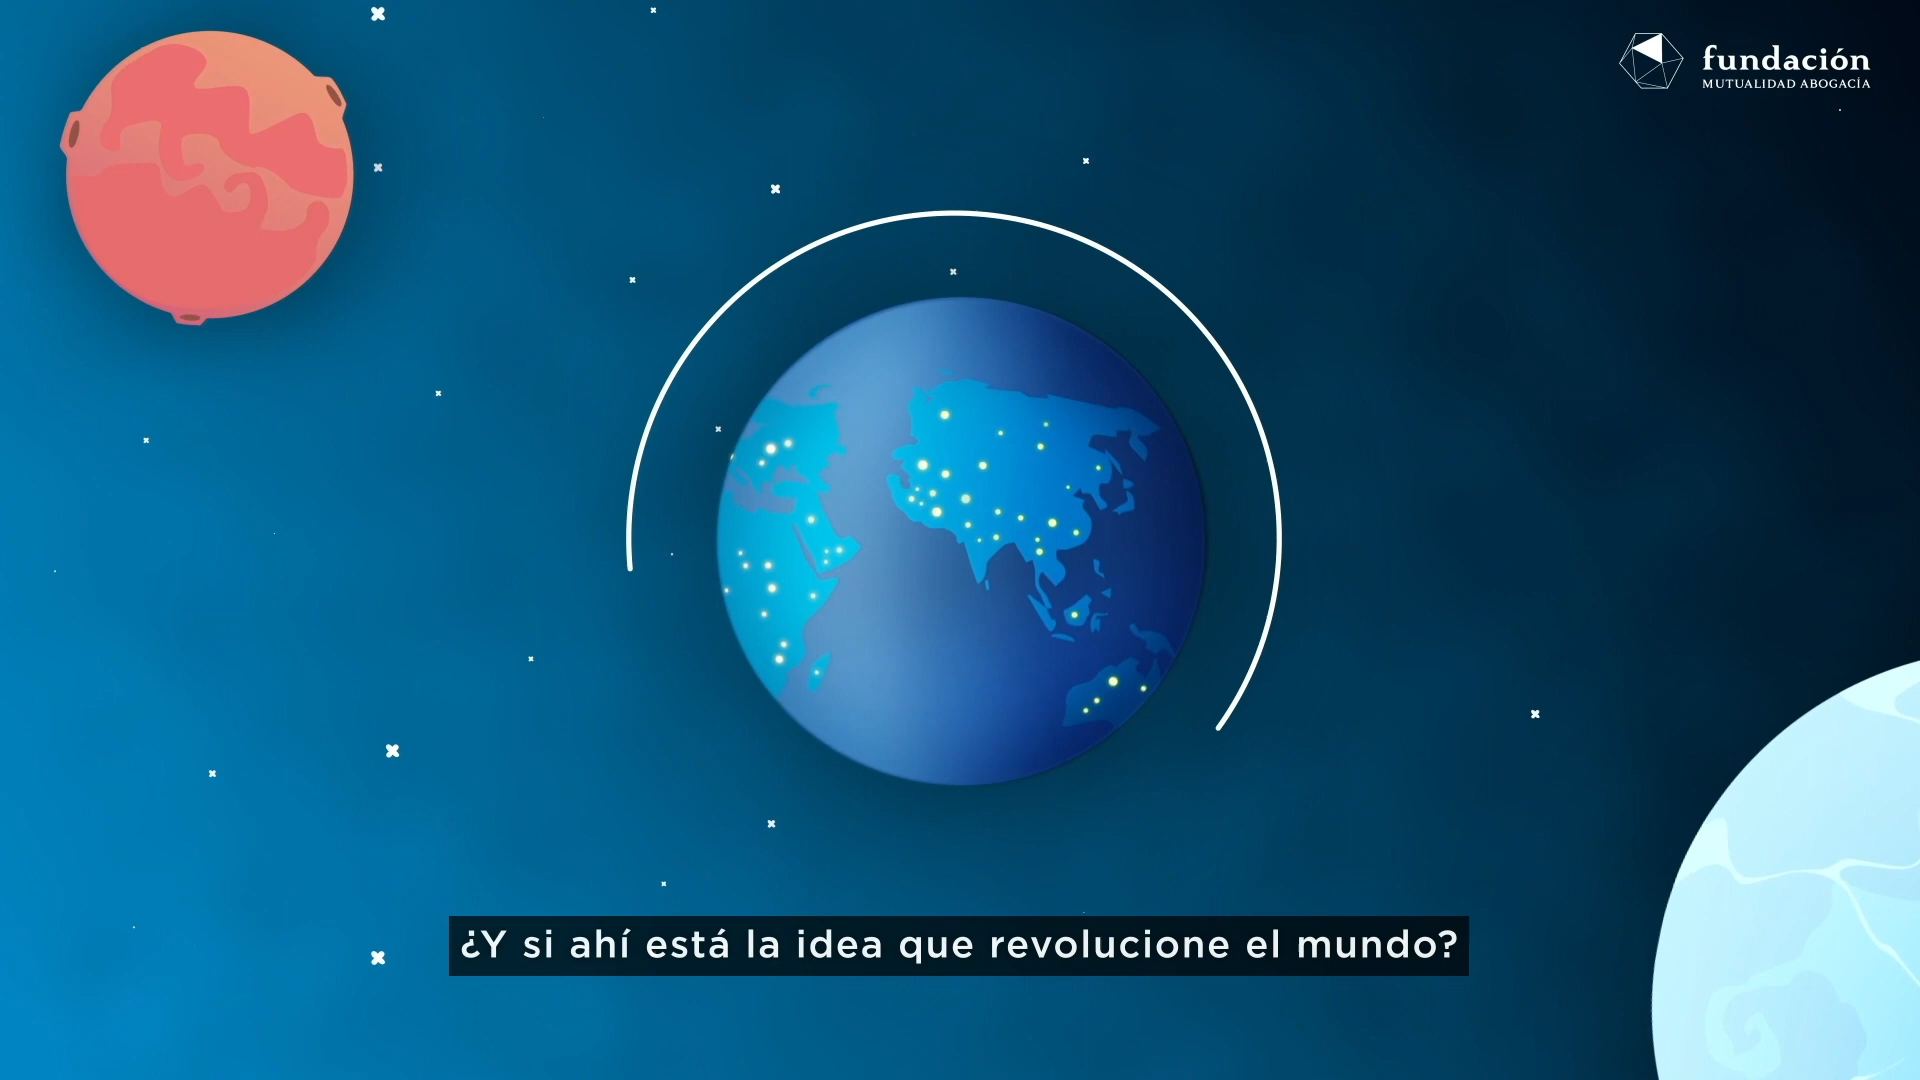 fundación
MUTUALIDAD ABOGACÍA
¿Y si ahí está la idea que revolucione el mundo?